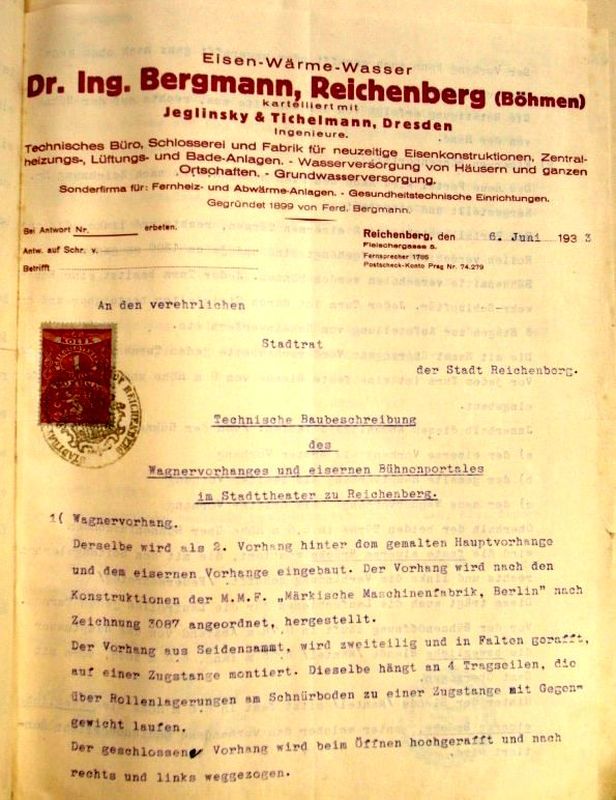 Eisen-Wärme-Wasser
Dr. Ing. Bergmann, Reichenberg (Böhmen)
kartelliert mit
Jeglinsky & Tichelmann, Dresden
Ingenieure.
Technisches Büro, Schlosserei und Fabrik für neuzeitige Eisenkonstruktionen, Zentral-
heizungs-, Lüftungs- und Bade-Anlagen. - Wasserversorgung von Häusern und ganzen
Ortschaften. - Grundwasserversorgung.
Sonderfirma für: Fernheiz- und Abwärme-Anlagen. - Gesundheitstechnische Einrichtungen.
Gegründet 1899 von Ferd. Bergmann.
Bei Antwort Nr. erbeten.
Antw. auf Schr. v.
Betrifft
Reichenberg, den 6. Juni 1933
Fleischergasse 5.
Fernsprecher 1786
Postscheck-Konto Prag Nr. 74.279
An den verehrlichen
Stadtrat
der Stadt Reichenberg.
KOLEK
1
REICHENBERG
Technische Baubeschreibung
des
Wagnervorhanges und eisernen Bühnenportales
im Stadttheater zu Reichenberg.
1( Wagnervorhang.
Derselbe wird als 2. Vorhang hinter dem gemalten Hauptvorhange
und dem eisernen Vorhange eingebaut. Der Vorhang wird nach den
Konstruktionen der M.M.F. „Märkische Maschinenfabrik, Berlin" nach
Zeichnung 3087 angeordnet, hergestellt.
Der Vorhang aus Seidensamt, wird zweiteilig und in Falten gerafft,
auf einer Zugstange montiert. Dieselbe hängt an 4 Tragseilen, die
über Rollenlagerungen am Schnürboden zu einer Zugstange mit Gegen-
gewicht laufen.
Der geschlossene Vorhang wird beim Öffnen hochgerafft und nach
rechts und links weggezogen.